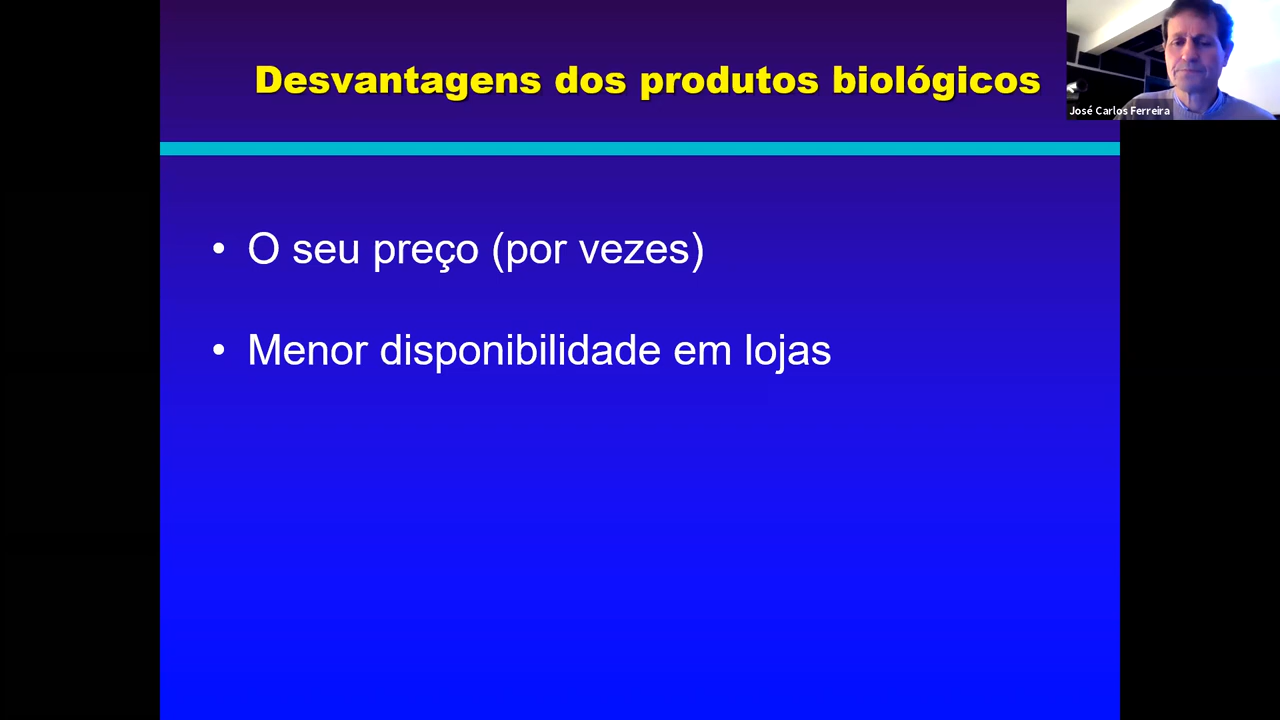 Desvantagens dos produtos biológicos
José Carlos Ferreira
• O seu preço (por vezes)
• Menor disponibilidade em lojas